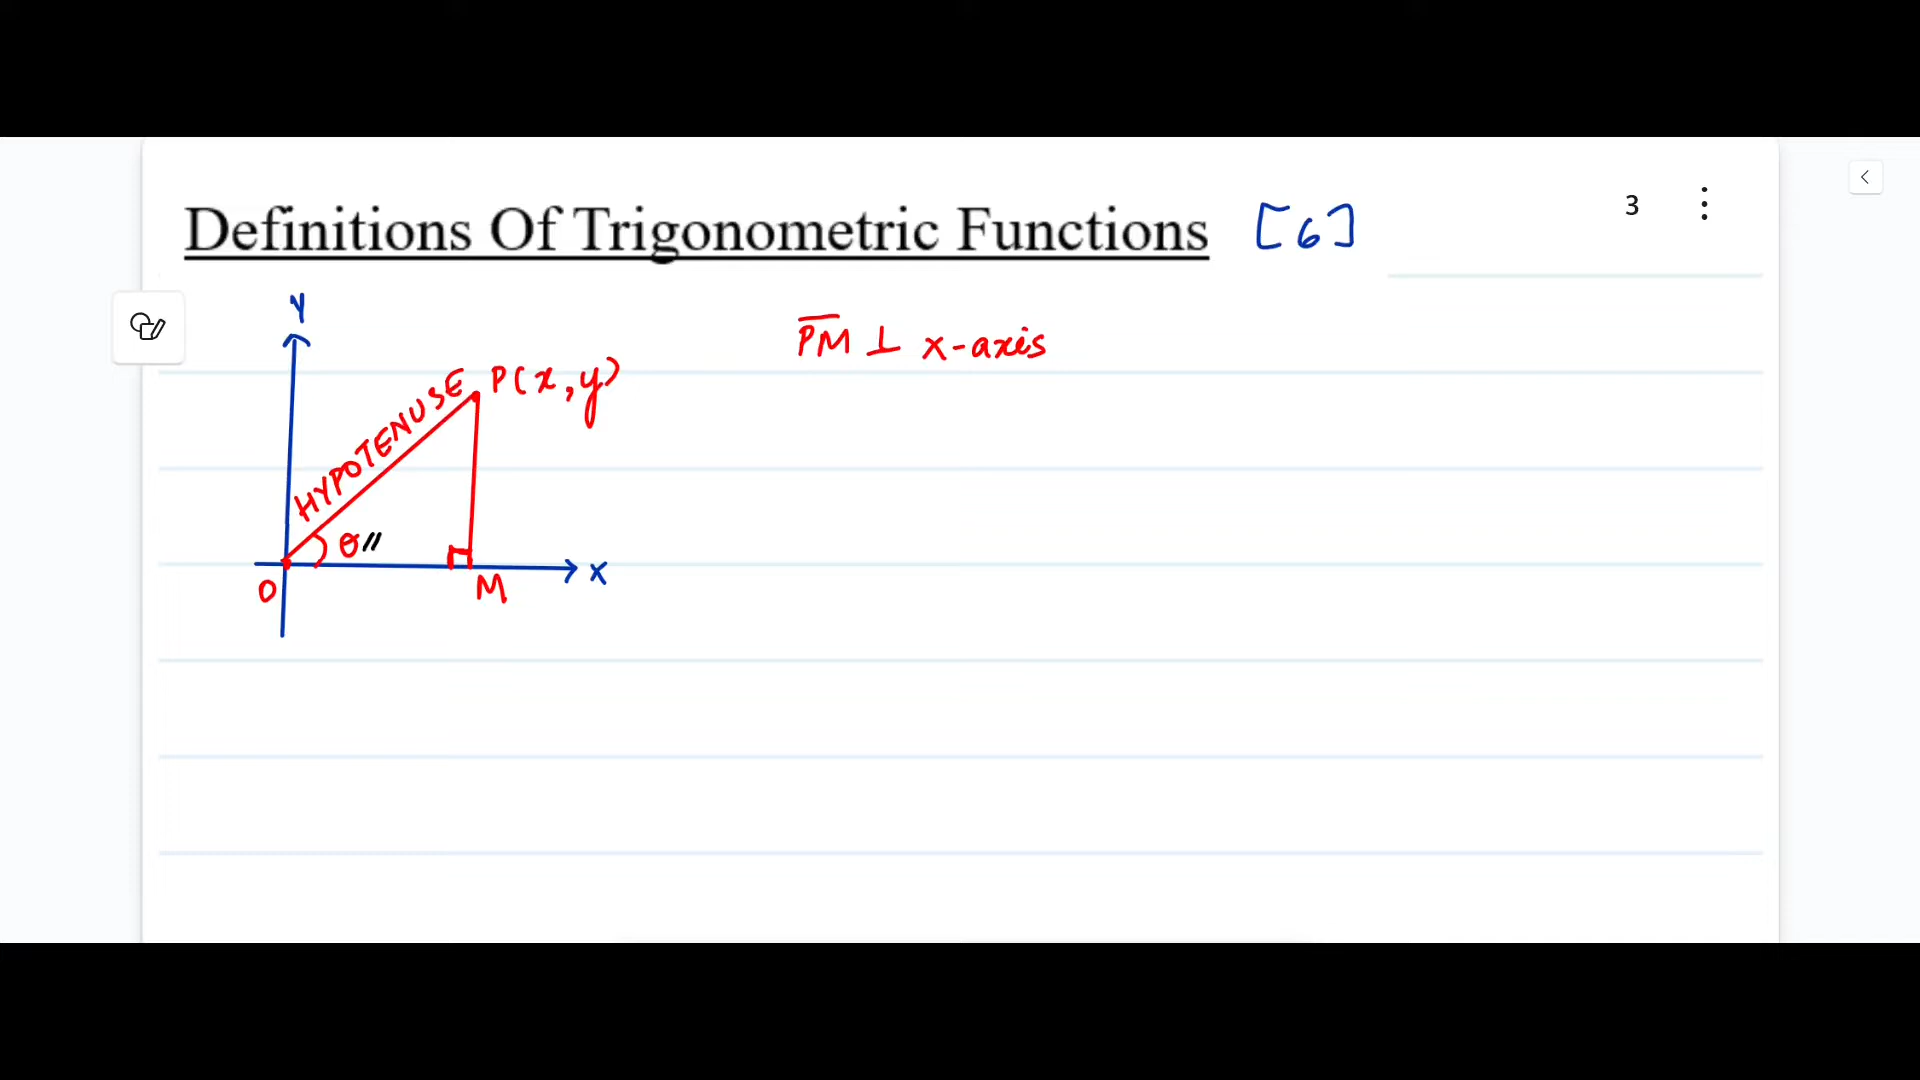 Definitions Of Trigonometric Functions [6]
3
Y
PM ⊥ x-axis
HYPOTENUSE P(x,y)
θ
O M X